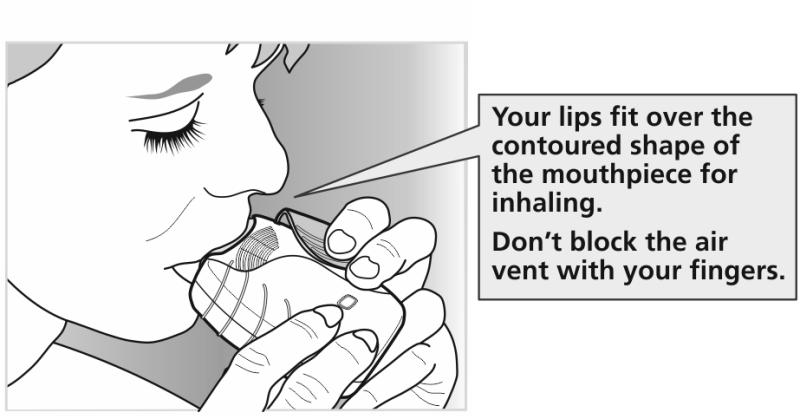 Your lips fit over the
contoured shape of
the mouthpiece for
inhaling.
Don’t block the air
vent with your fingers.